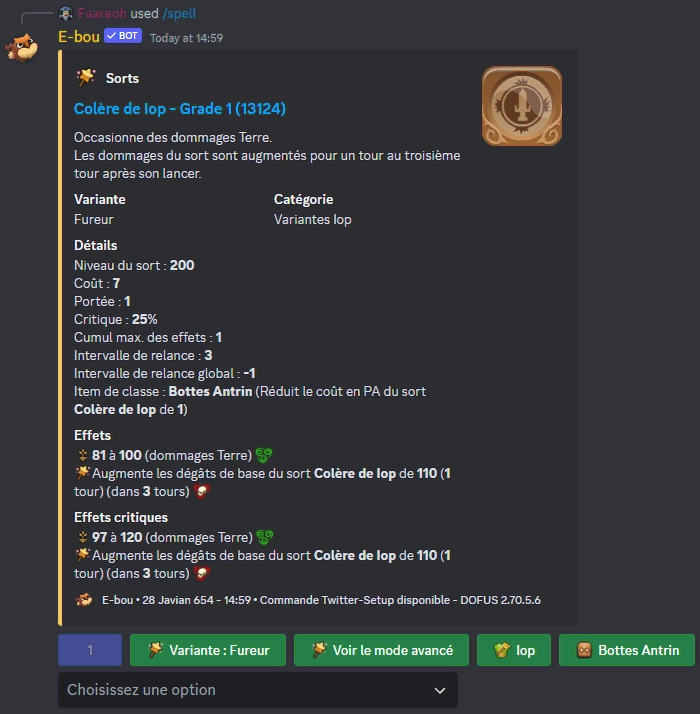 Faareoh used /spell
E-bou ✓ BOT Today at 14:59
Sorts
Colère de Iop - Grade 1 (13124)
Occasionne des dommages Terre.
Les dommages du sort sont augmentés pour un tour au troisième
tour après son lancer.
Variante Catégorie
Fureur Variantes Iop
Détails
Niveau du sort : 200
Coût : 7
Portée : 1
Critique : 25%
Cumul max. des effets : 1
Intervalle de relance : 3
Intervalle de relance global : -1
Item de classe : Bottes Antrin (Réduit le coût en PA du sort
Colère de Iop de 1)
Effets
81 à 100 (dommages Terre)
Augmente les dégâts de base du sort Colère de Iop de 110 (1
tour) (dans 3 tours)
Effets critiques
97 à 120 (dommages Terre)
Augmente les dégâts de base du sort Colère de Iop de 110 (1
tour) (dans 3 tours)
E-bou • 28 Javian 654 - 14:59 • Commande Twitter-Setup disponible - DOFUS 2.70.5.6
1 Variante : Fureur Voir le mode avancé Iop Bottes Antrin
Choisissez une option